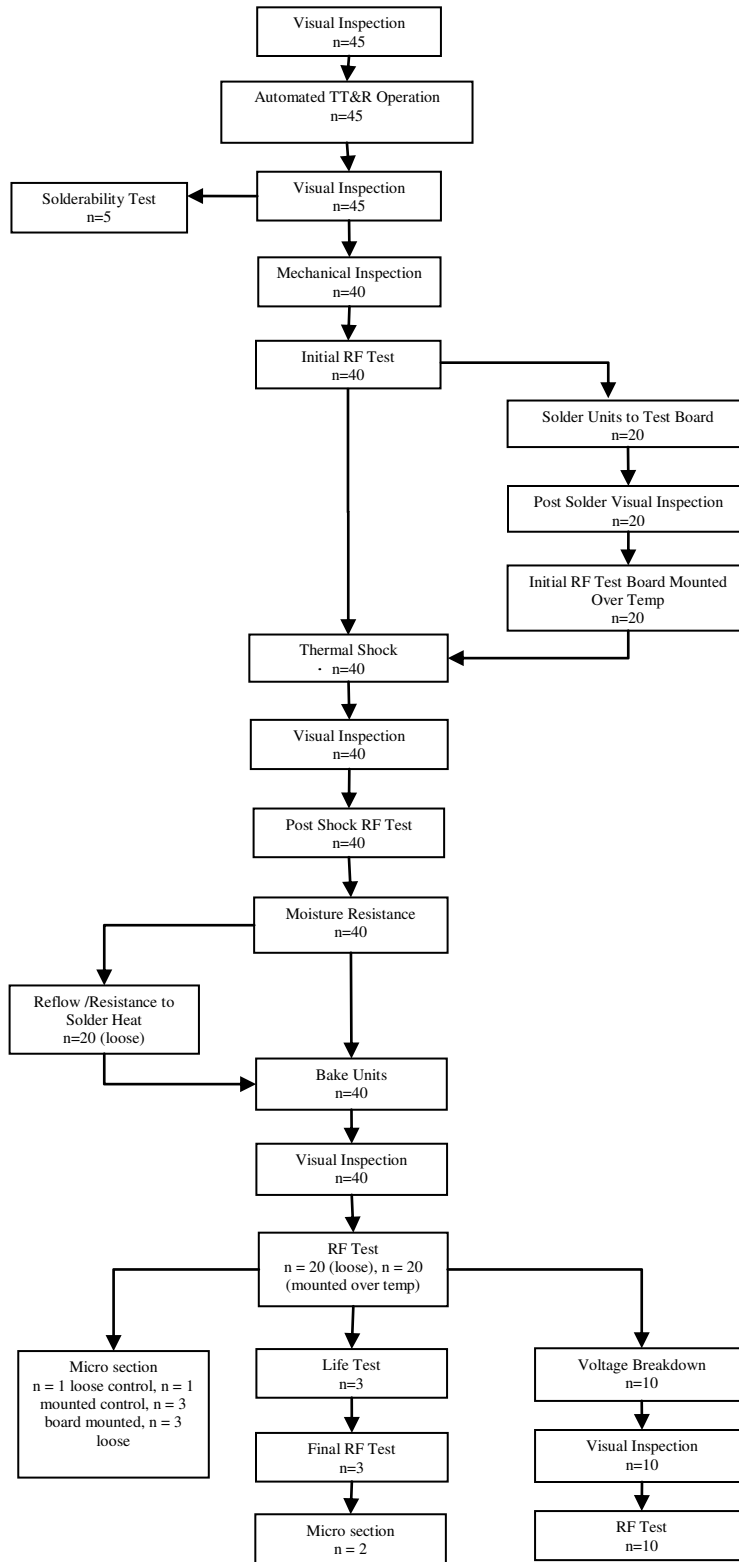 Visual Inspection
n=45
Automated TT&R Operation
n=45
Visual Inspection
n=45
Solderability Test
n=5
Mechanical Inspection
n=40
Initial RF Test
n=40
Solder Units to Test Board
n=20
Post Solder Visual Inspection
n=20
Initial RF Test Board Mounted
Over Temp
n=20
Thermal Shock
· n=40
Visual Inspection
n=40
Post Shock RF Test
n=40
Moisture Resistance
n=40
Reflow /Resistance to
Solder Heat
n=20 (loose)
Bake Units
n=40
Visual Inspection
n=40
RF Test
n = 20 (loose), n = 20
(mounted over temp)
Micro section
n = 1 loose control, n = 1
mounted control, n = 3
board mounted, n = 3
loose
Life Test
n=3
Final RF Test
n=3
Micro section
n = 2
Voltage Breakdown
n=10
Visual Inspection
n=10
RF Test
n=10